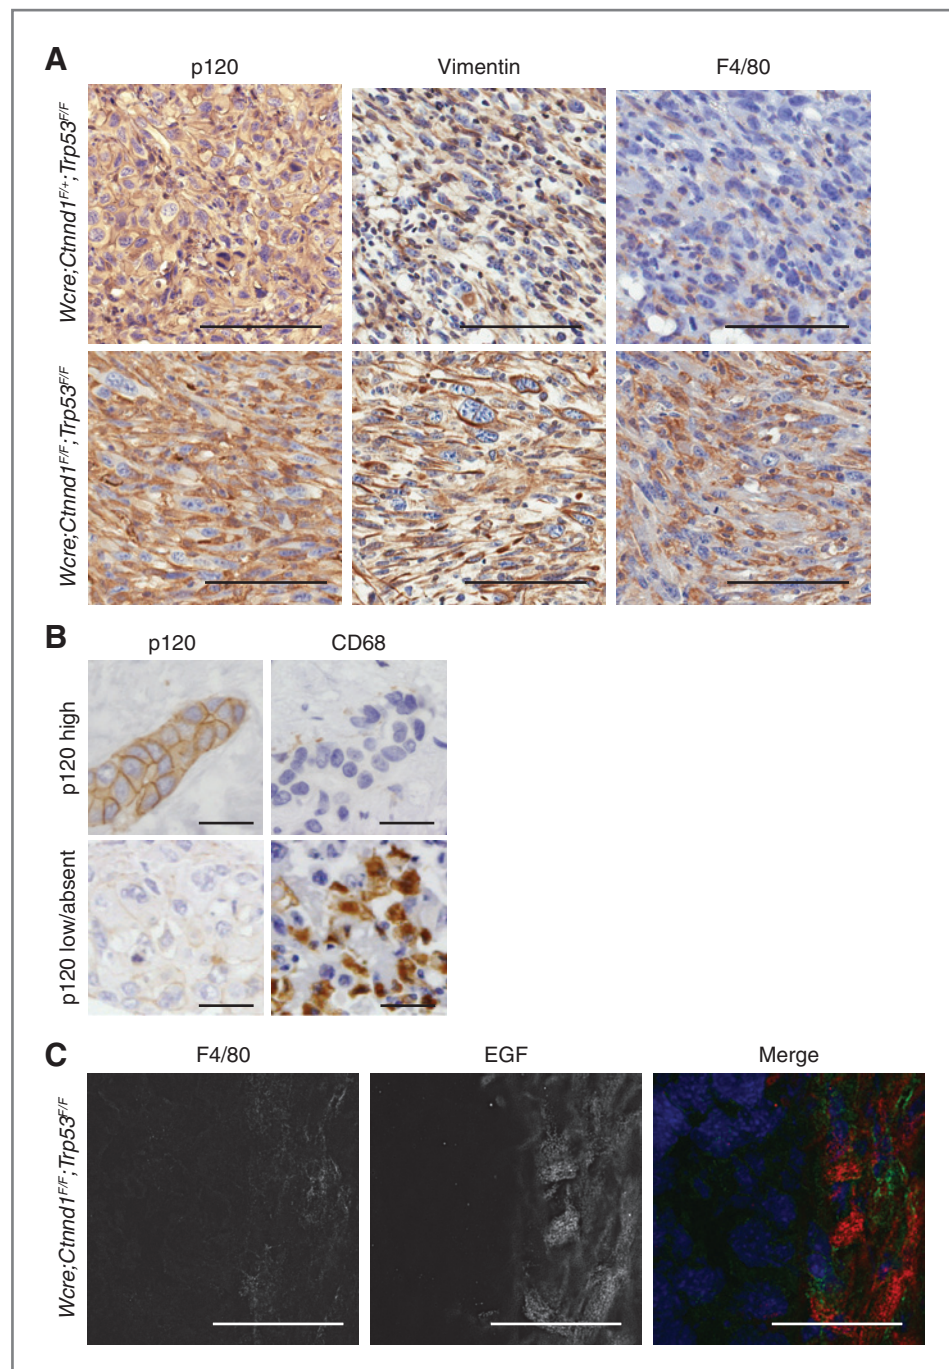 A
p120
Vimentin
F4/80
Wcre;Ctnnd1F/+;Trp53F/F
Wcre;Ctnnd1F/F;Trp53F/F
B
p120
CD68
p120 high
p120 low/absent
C
F4/80
EGF
Merge
Wcre;Ctnnd1F/F;Trp53F/F